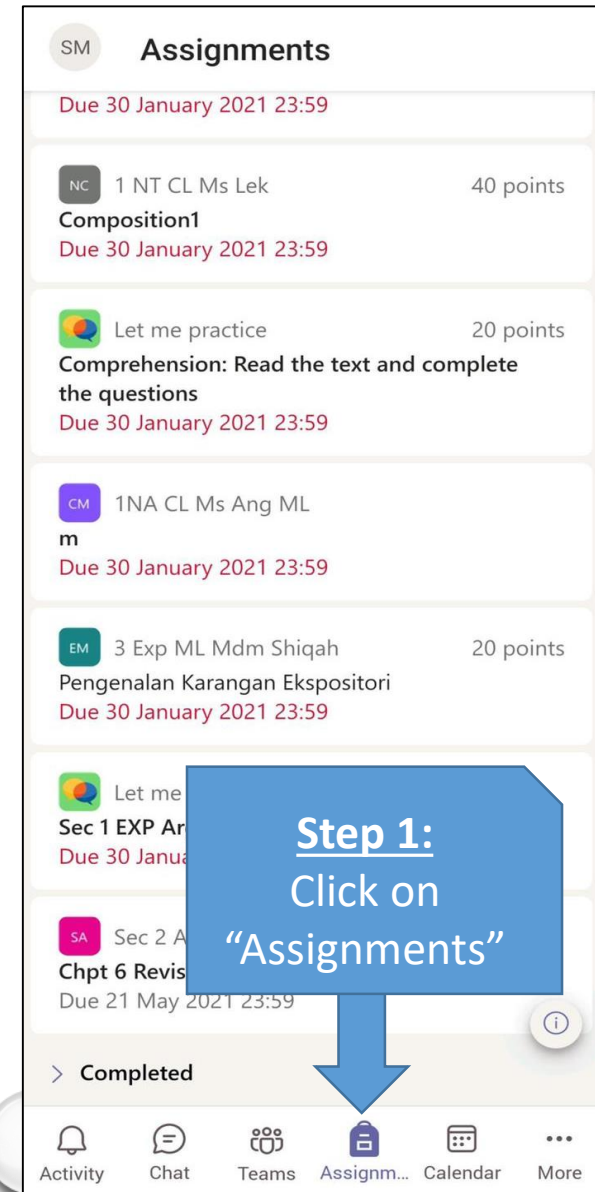 SM Assignments
Due 30 January 2021 23:59
NC 1 NT CL Ms Lek 40 points
Composition1
Due 30 January 2021 23:59
Let me practice 20 points
Comprehension: Read the text and complete
the questions
Due 30 January 2021 23:59
CM 1NA CL Ms Ang ML
m
Due 30 January 2021 23:59
EM 3 Exp ML Mdm Shiqah 20 points
Pengenalan Karangan Ekspositori
Due 30 January 2021 23:59
Let me
Sec 1 EXP Ar
Due 30 Janua
SA Sec 2 A
Chpt 6 Revis
Due 21 May 2021 23:59
Step 1:
Click on
“Assignments”
> Completed
Activity Chat Teams Assignm... Calendar More